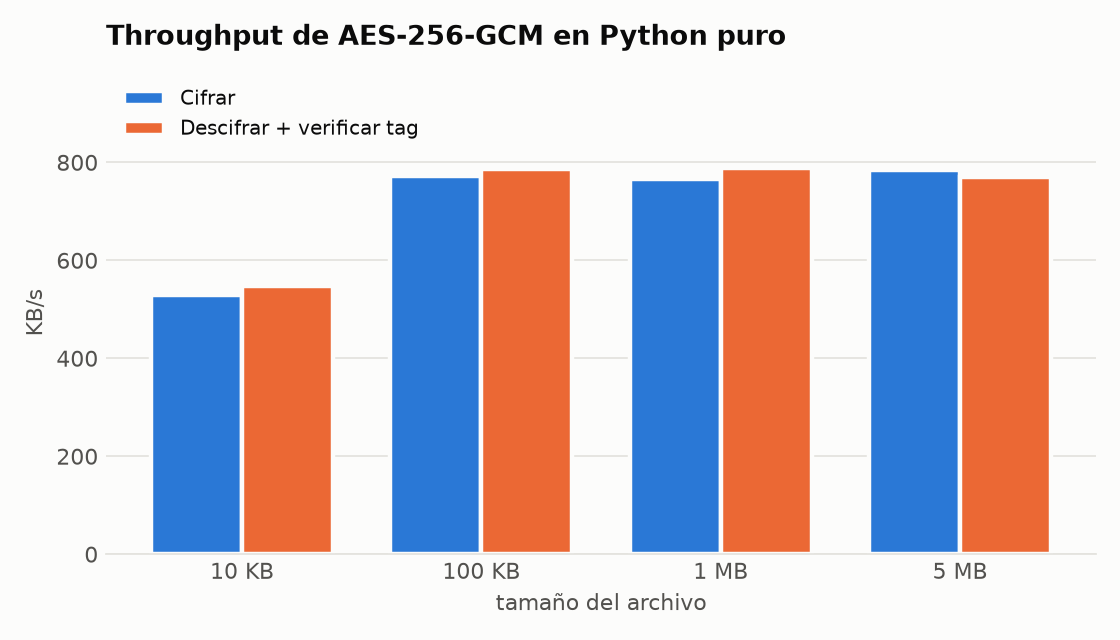 Throughput de AES-256-GCM en Python puro
Cifrar
Descifrar + verificar tag
800
600
400
200
0
KB/s
10 KB
100 KB
1 MB
5 MB
tamaño del archivo